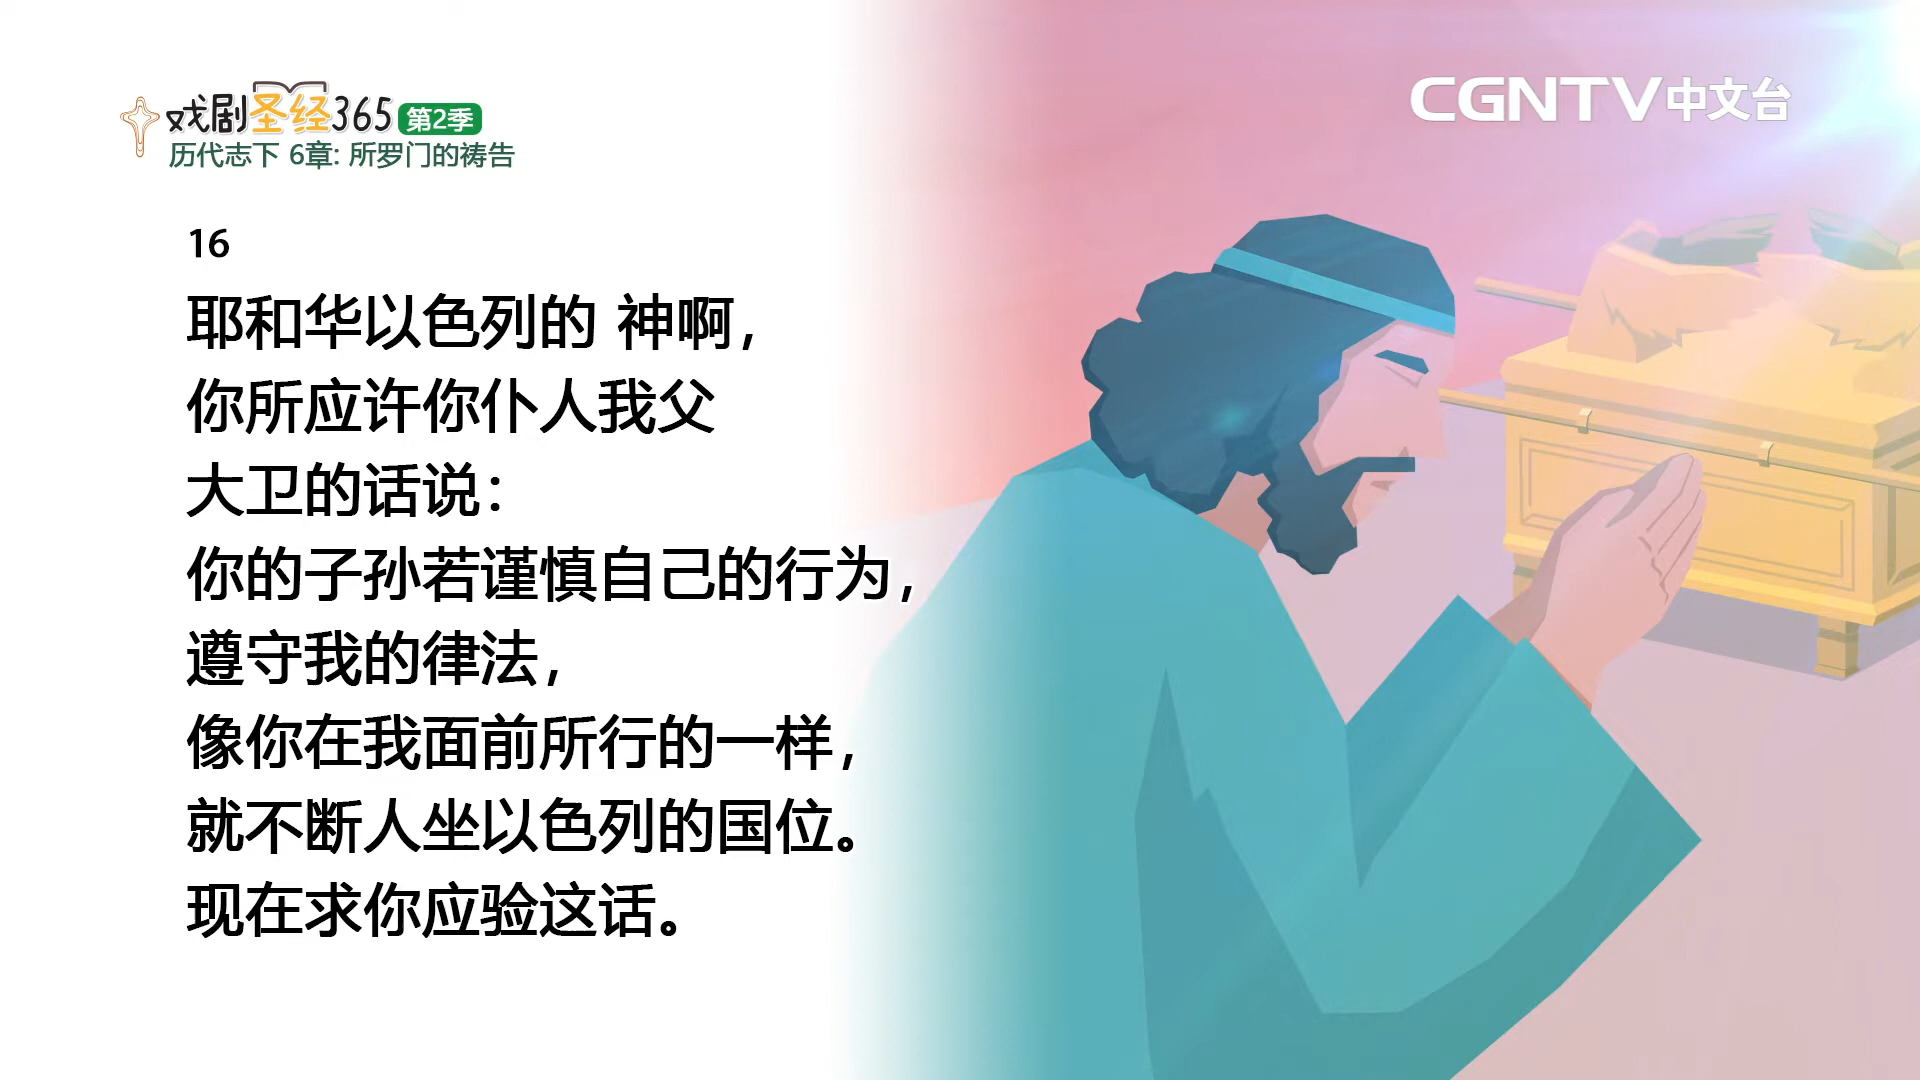 戏剧圣经365 第2季
CGNTV中文台
历代志下 6章: 所罗门的祷告
16
耶和华以色列的 神啊，
你所应许你仆人我父
大卫的话说：
你的子孙若谨慎自己的行为，
遵守我的律法，
像你在我面前所行的一样，
就不断人坐以色列的国位。
现在求你应验这话。